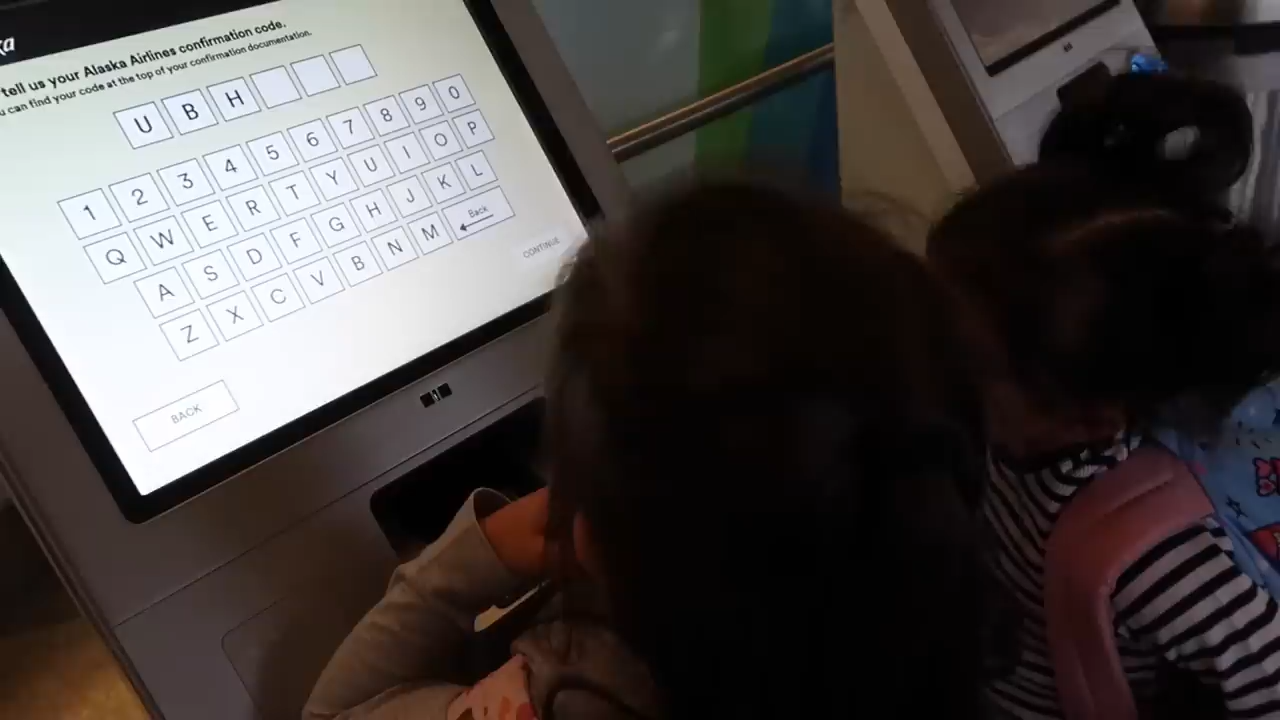 ka
tell us your Alaska Airlines confirmation code.
u can find your code at the top of your confirmation documentation.
U B H
1 2 3 4 5 6 7 8 9 0
Q W E R T Y U I O P
A S D F G H J K L
Z X C V B N M Back
CONTINUE
BACK